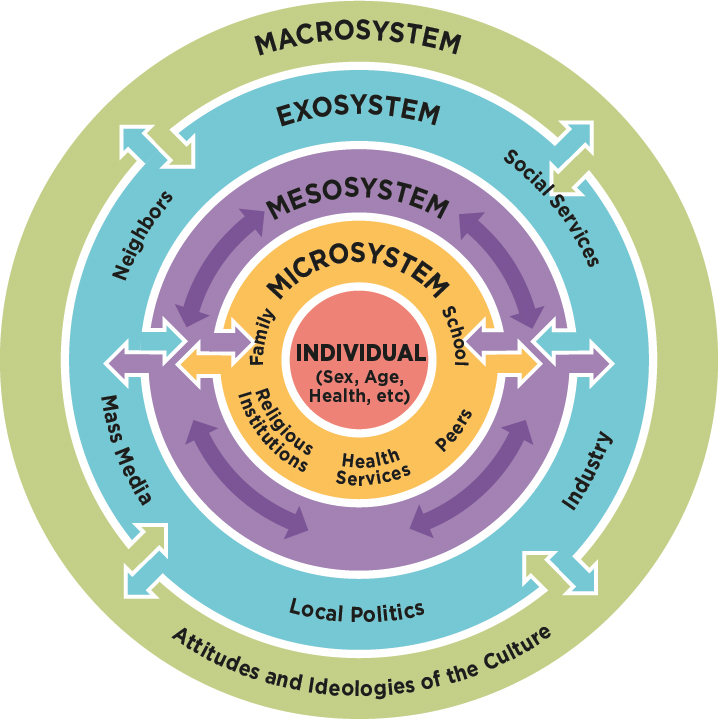 MACROSYSTEM
EXOSYSTEM
MESOSYSTEM
MICROSYSTEM
INDIVIDUAL
(Sex, Age,
Health, etc)
Family
School
Religious
Institutions
Health
Services
Peers
Neighbors
Social Services
Mass Media
Industry
Local Politics
Attitudes and Ideologies of the Culture